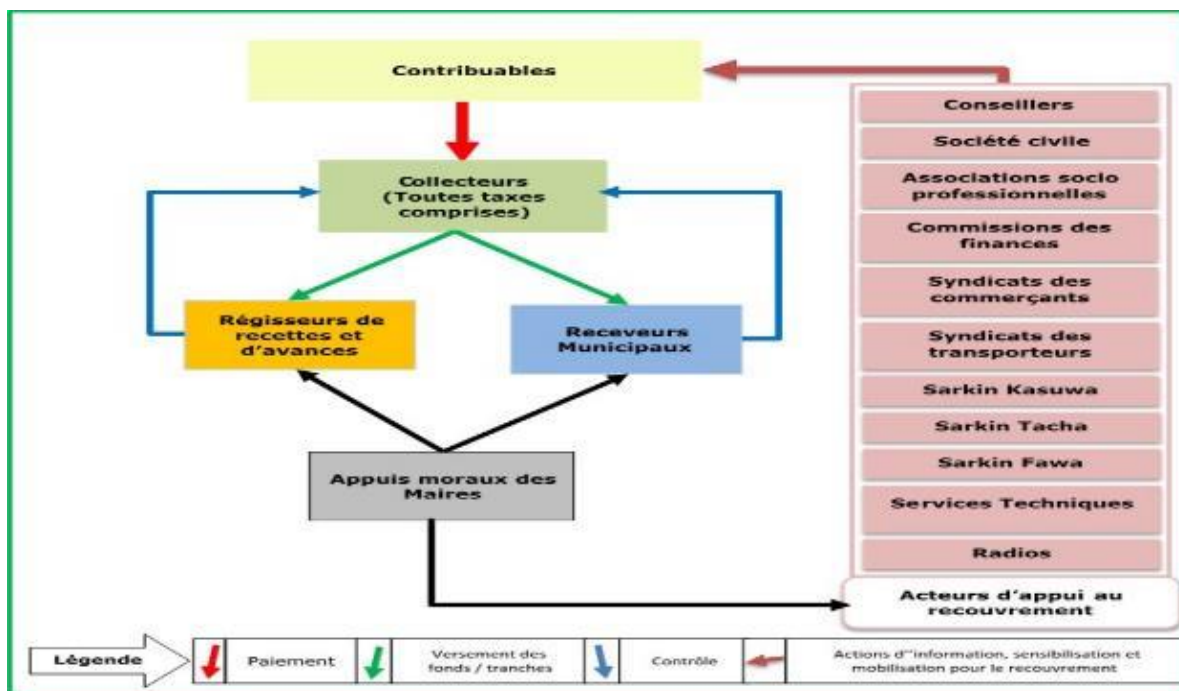 Contribuables
Collecteurs
(Toutes taxes
comprises)
Régisseurs de
recettes et
d'avances
Receveurs
Municipaux
Appuis moraux des
Maires
Conseillers
Société civile
Associations socio
professionnelles
Commissions des
finances
Syndicats des
commerçants
Syndicats des
transporteurs
Sarkin Kasuwa
Sarkin Tacha
Sarkin Fawa
Services Techniques
Radios
Acteurs d'appui au
recouvrement
Légende
Paiement
Versement des
fonds / tranches
Contrôle
Actions d''information, sensibilisation et
mobilisation pour le recouvrement